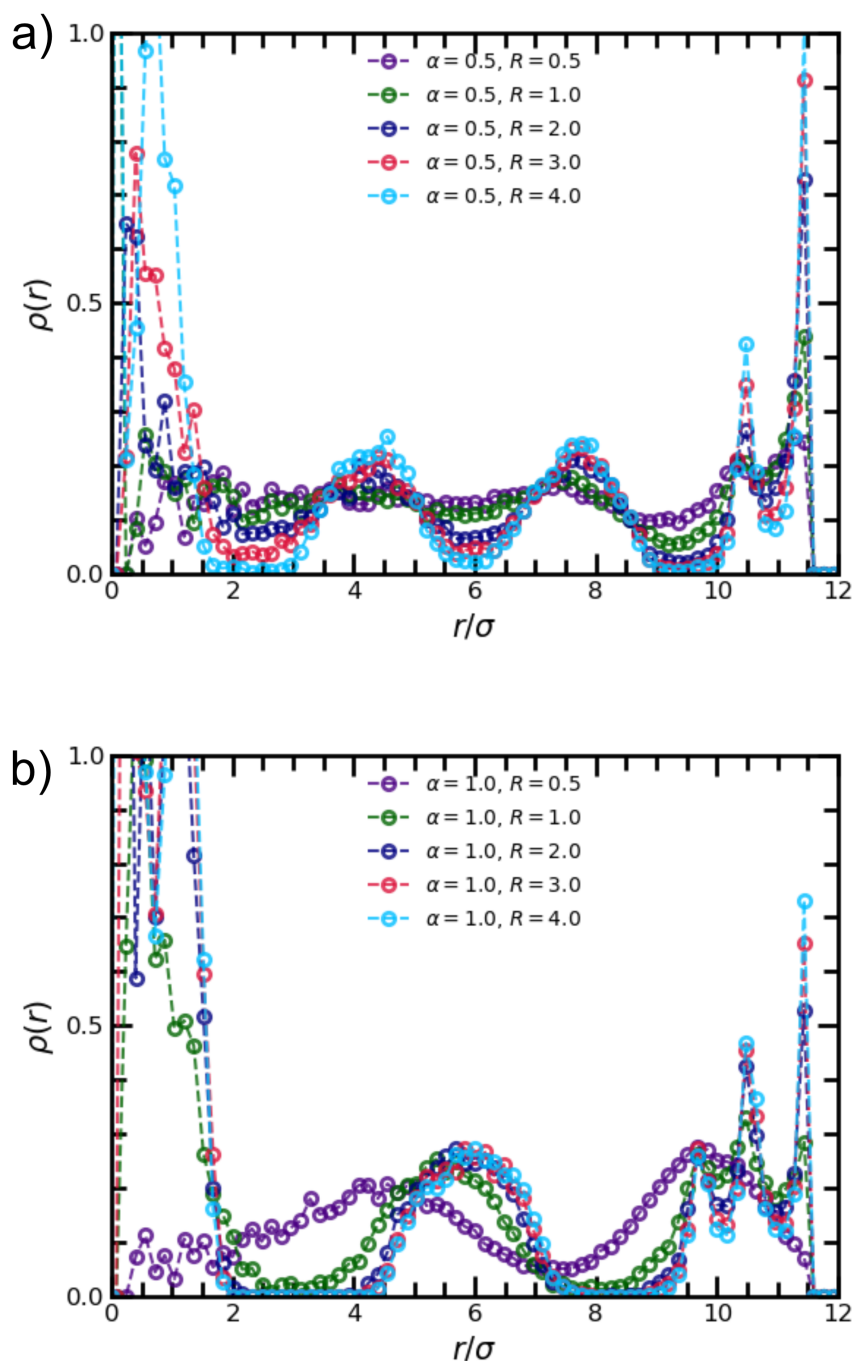 a)
1.0
α = 0.5, R = 0.5
α = 0.5, R = 1.0
α = 0.5, R = 2.0
α = 0.5, R = 3.0
α = 0.5, R = 4.0
ρ(r)
0.5
0.0
0 2 4 6 8 10 12
r/σ
b)
1.0
α = 1.0, R = 0.5
α = 1.0, R = 1.0
α = 1.0, R = 2.0
α = 1.0, R = 3.0
α = 1.0, R = 4.0
ρ(r)
0.5
0.0
0 2 4 6 8 10 12
r/σ